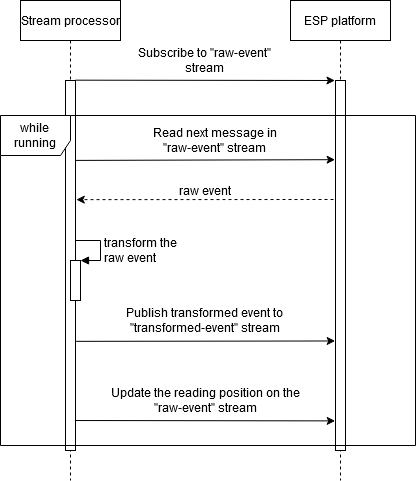 Stream processor
ESP platform
Subscribe to "raw-event"
stream
while
running
Read next message in
"raw-event" stream
raw event
transform the
raw event
Publish transformed event to
"transformed-event" stream
Update the reading position on the
"raw-event" stream